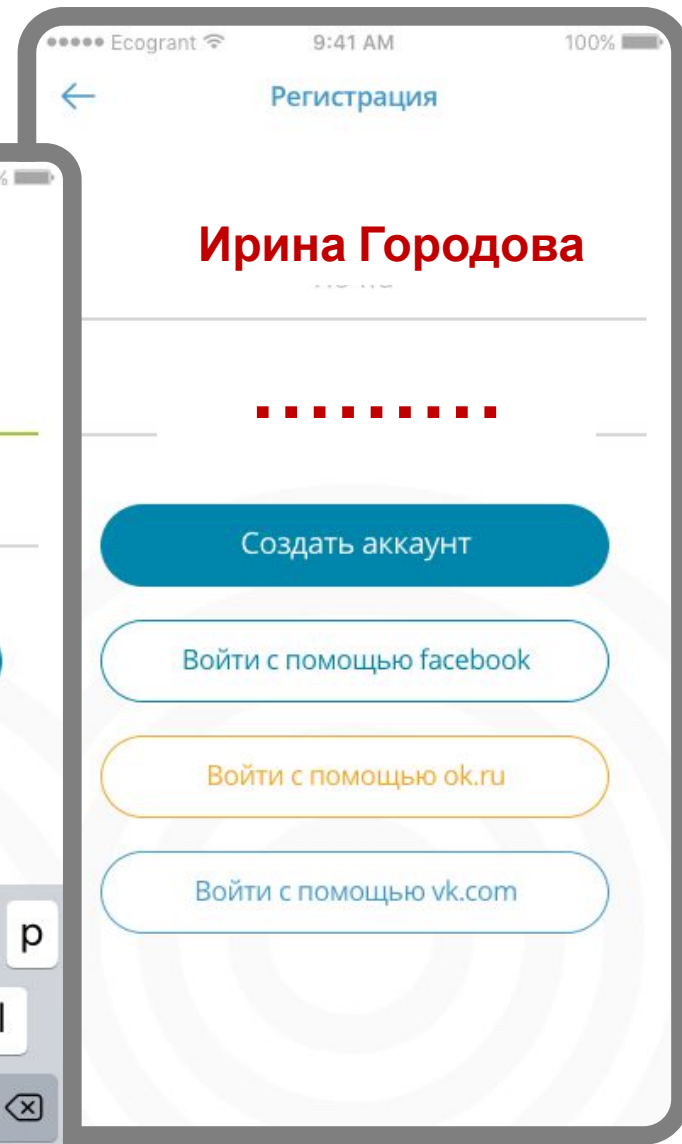 ••••• Ecogrant 9:41 AM 100%
Регистрация
%
Ирина Городова
.........
Создать аккаунт
Войти с помощью facebook
Войти с помощью ok.ru
Войти с помощью vk.com
p
l